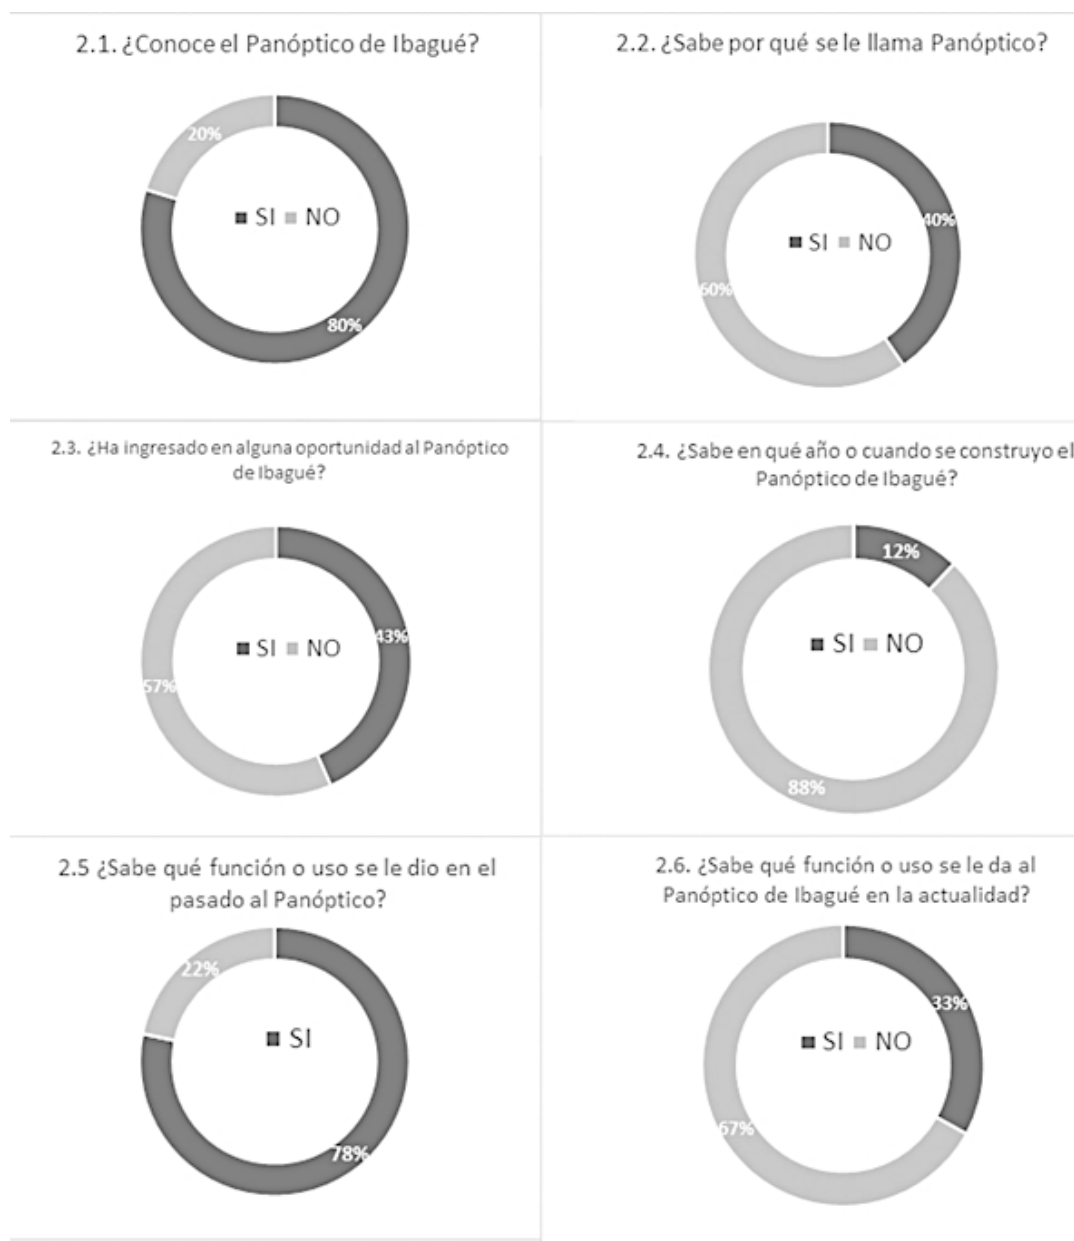 2.1. ¿Conoce el Panóptico de Ibagué?
20%
SI NO
80%
2.2. ¿Sabe por qué se le llama Panóptico?
40%
SI NO
60%
2.3. ¿Ha ingresado en alguna oportunidad al Panóptico
de Ibagué?
43%
SI NO
57%
2.4. ¿Sabe en qué año o cuando se construyo el
Panóptico de Ibagué?
12%
SI NO
88%
2.5 ¿Sabe qué función o uso se le dio en el
pasado al Panóptico?
22%
SI
78%
2.6. ¿Sabe qué función o uso se le da al
Panóptico de Ibagué en la actualidad?
33%
SI NO
67%